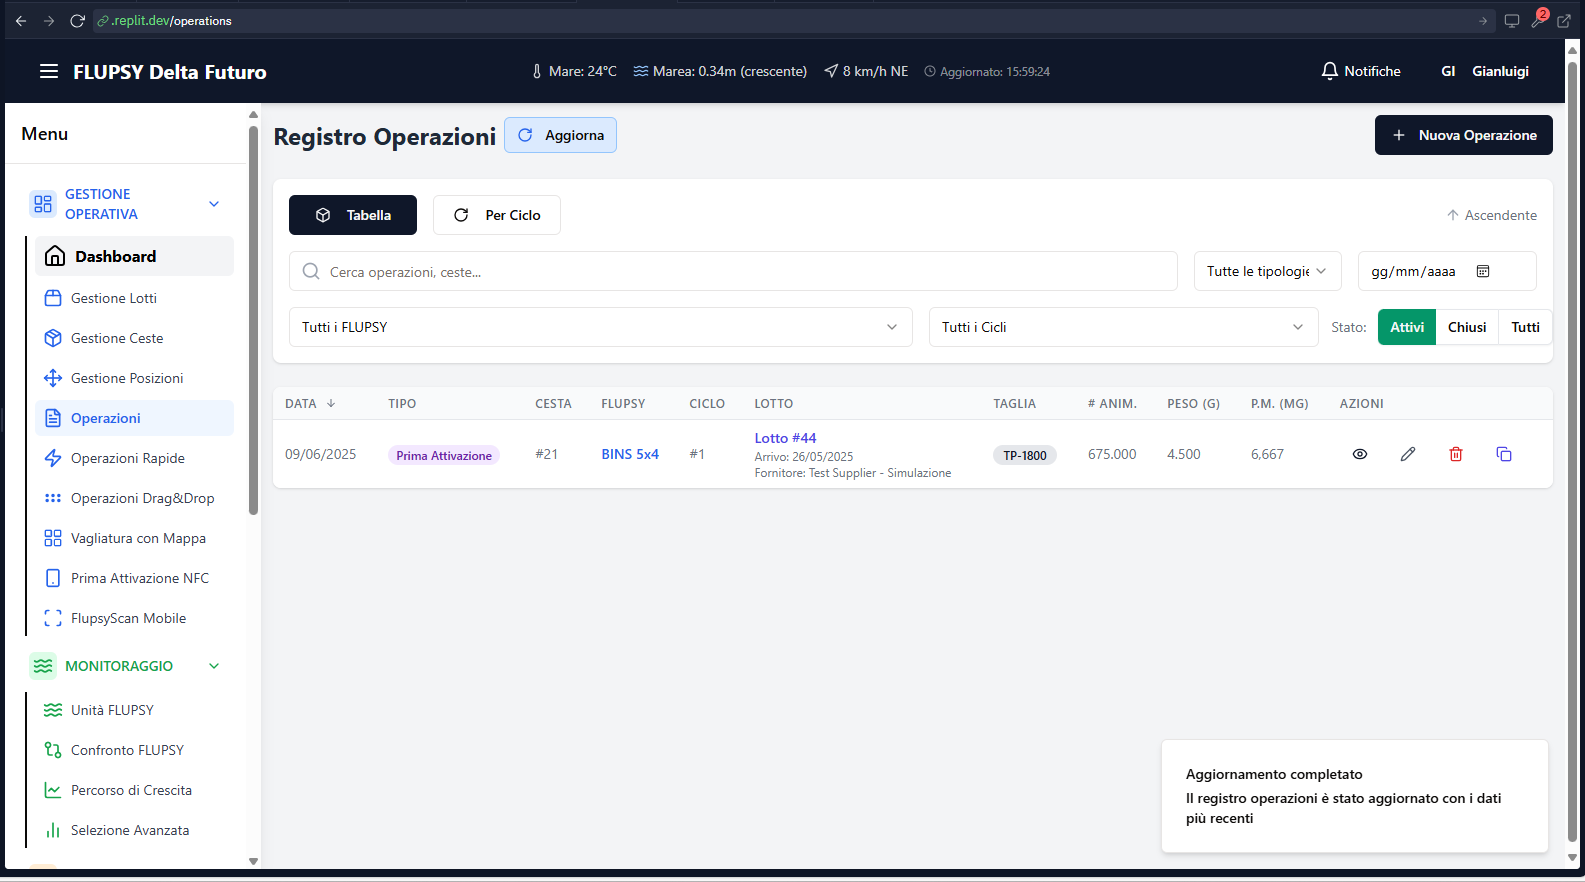 .replit.dev/operations
2
FLUPSY Delta Futuro
Mare: 24°C
Marea: 0.34m (crescente)
8 km/h NE
Aggiornato: 15:59:24
Notifiche
GI
Gianluigi
Menu
GESTIONE
OPERATIVA
Dashboard
Gestione Lotti
Gestione Ceste
Gestione Posizioni
Operazioni
Operazioni Rapide
Operazioni Drag&Drop
Vagliatura con Mappa
Prima Attivazione NFC
FlupsyScan Mobile
MONITORAGGIO
Unità FLUPSY
Confronto FLUPSY
Percorso di Crescita
Selezione Avanzata
Registro Operazioni
Aggiorna
+ Nuova Operazione
Tabella
Per Ciclo
Ascendente
Cerca operazioni, ceste...
Tutte le tipologie
gg/mm/aaaa
Tutti i FLUPSY
Tutti i Cicli
Stato:
Attivi
Chiusi
Tutti
DATA TIPO CESTA FLUPSY CICLO LOTTO TAGLIA # ANIM. PESO (G) P.M. (MG) AZIONI
09/06/2025
Prima Attivazione
#21
BINS 5x4
#1
Lotto #44
Arrivo: 26/05/2025
Fornitore: Test Supplier - Simulazione
TP-1800
675.000
4.500
6,667
Aggiornamento completato
Il registro operazioni è stato aggiornato con i dati
più recenti